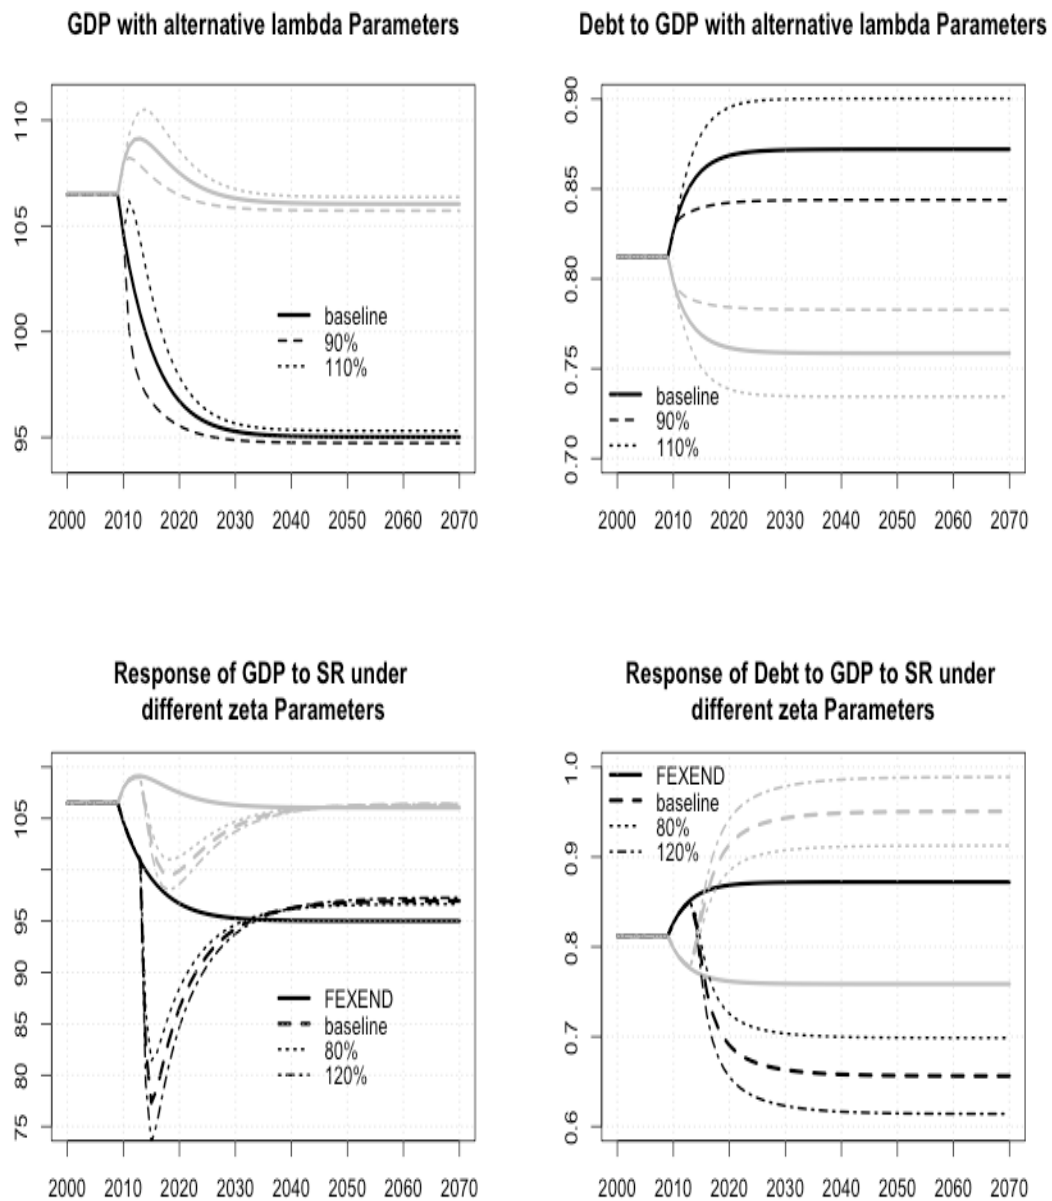 GDP with alternative lambda Parameters
110
105
100
95
baseline
90%
110%
2000 2010 2020 2030 2040 2050 2060 2070
Debt to GDP with alternative lambda Parameters
0.90
0.85
0.80
0.75
0.70
baseline
90%
110%
2000 2010 2020 2030 2040 2050 2060 2070
Response of GDP to SR under
different zeta Parameters
105
95
90
85
80
75
FEXEND
baseline
80%
120%
2000 2010 2020 2030 2040 2050 2060 2070
Response of Debt to GDP to SR under
different zeta Parameters
1.0
0.9
0.8
0.7
0.6
FEXEND
baseline
80%
120%
2000 2010 2020 2030 2040 2050 2060 2070